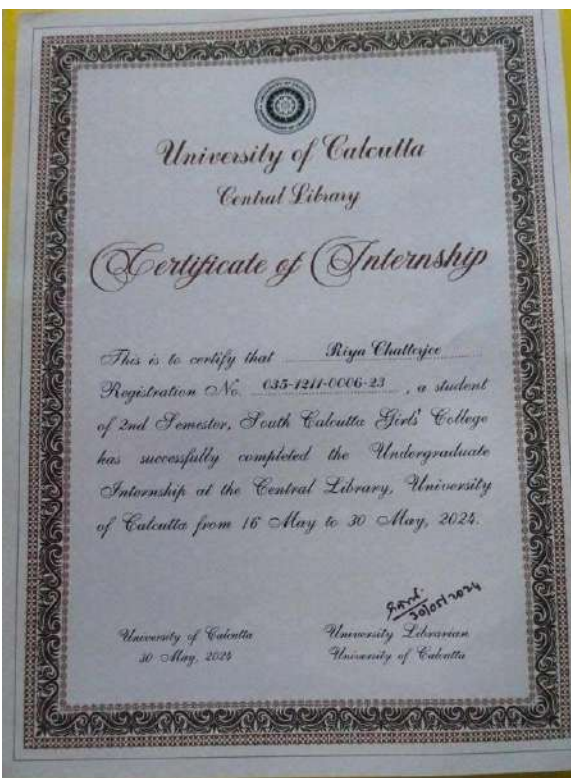 University of Calcutta
Central Library
Certificate of Internship
This is to certify that Riya Chatterjee
Registration No. 035-1211-0006-23, a student
of 2nd Semester, South Calcutta Girls' College
has successfully completed the Undergraduate
Internship at the Central Library, University
of Calcutta from 16 May to 30 May, 2024.
30/05/2024
University of Calcutta
30 May, 2024
University Librarian
University of Calcutta